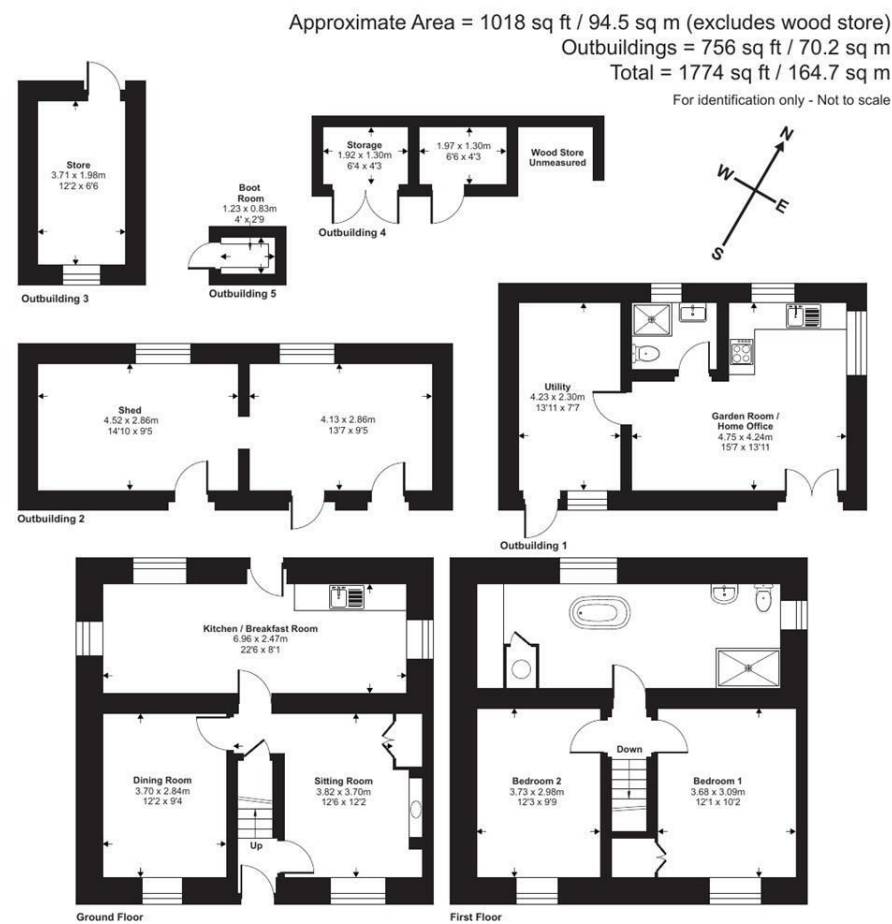 Approximate Area = 1018 sq ft / 94.5 sq m (excludes wood store)
Outbuildings = 756 sq ft / 70.2 sq m
Total = 1774 sq ft / 164.7 sq m
For identification only - Not to scale
N
W
E
S
Store
3.71 x 1.98m
12'2 x 6'6
Outbuilding 3
Storage
1.92 x 1.30m
6'4 x 4'3
1.97 x 1.30m
6'6 x 4'3
Wood Store
Unmeasured
Outbuilding 4
Boot
Room
1.23 x 0.83m
4' x 2'9
Outbuilding 5
Shed
4.52 x 2.86m
14'10 x 9'5
4.13 x 2.86m
13'7 x 9'5
Outbuilding 2
Utility
4.23 x 2.30m
13'11 x 7'7
Garden Room /
Home Office
4.75 x 4.24m
15'7 x 13'11
Outbuilding 1
Kitchen / Breakfast Room
6.96 x 2.47m
22'6 x 8'1
Dining Room
3.70 x 2.84m
12'2 x 9'4
Sitting Room
3.82 x 3.70m
12'6 x 12'2
Up
Ground Floor
Down
Bedroom 2
3.73 x 2.98m
12'3 x 9'9
Bedroom 1
3.68 x 3.09m
12'1 x 10'2
First Floor